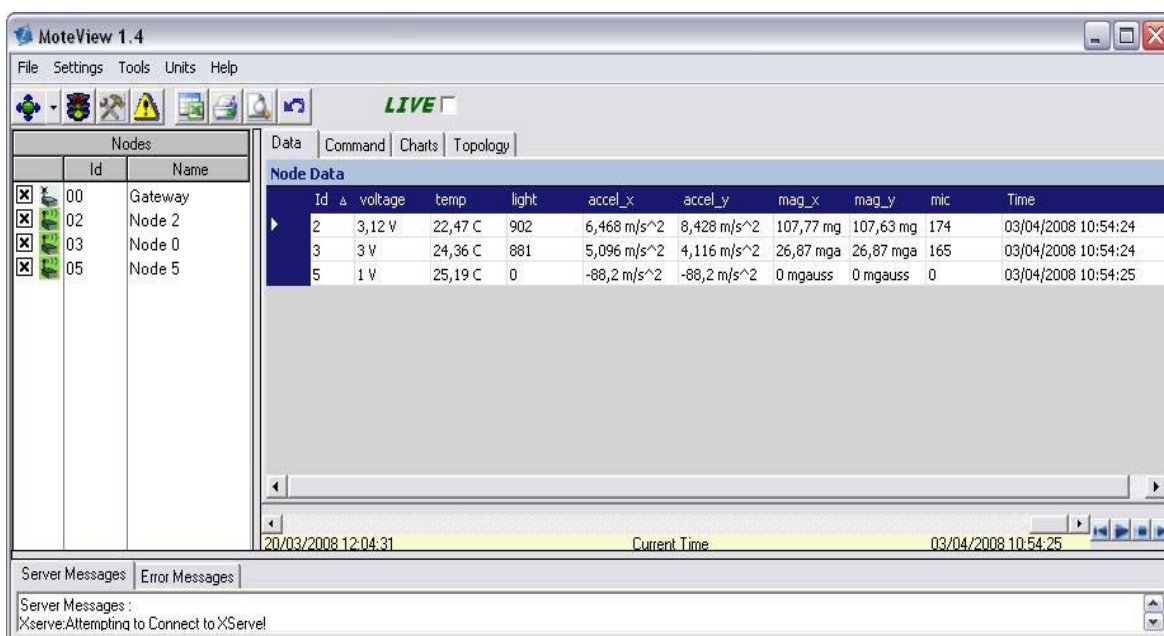 MoteView 1.4
File Settings Tools Units Help
LIVE
Nodes
Id Name
00 Gateway
02 Node 2
03 Node 0
05 Node 5
Data Command Charts Topology
Node Data
Id voltage temp light accel_x accel_y mag_x mag_y mic Time
2 3,12 V 22,47 C 902 6,468 m/s^2 8,428 m/s^2 107,77 mg 107,63 mg 174 03/04/2008 10:54:24
3 3 V 24,36 C 881 5,096 m/s^2 4,116 m/s^2 26,87 mga 26,87 mga 165 03/04/2008 10:54:24
5 1 V 25,19 C 0 -88,2 m/s^2 -88,2 m/s^2 0 mgauss 0 mgauss 0 03/04/2008 10:54:25
20/03/2008 12:04:31 Current Time 03/04/2008 10:54:25
Server Messages Error Messages
Server Messages :
Xserve:Attempting to Connect to XServe!